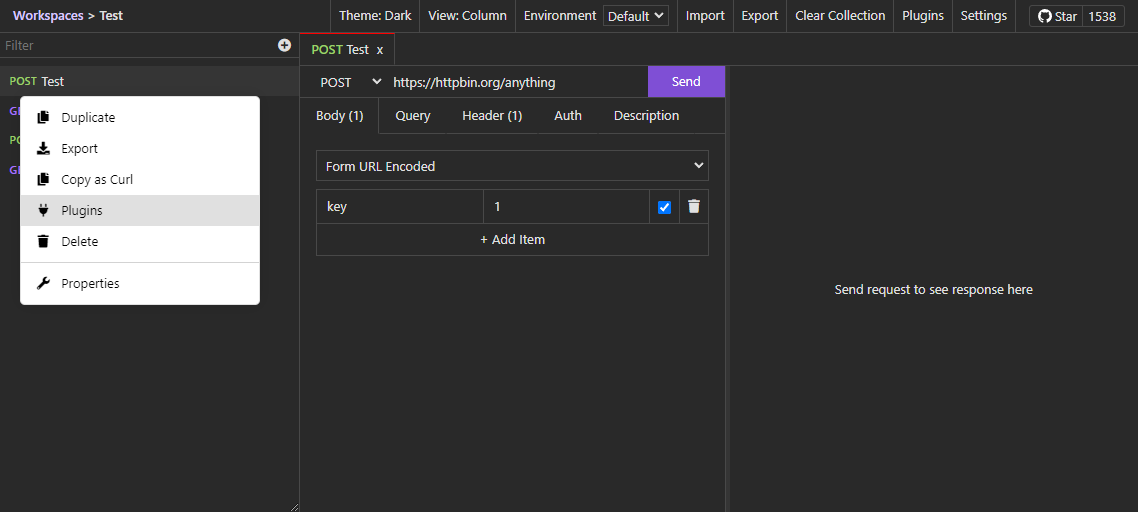 Workspaces > Test
Theme: Dark
View: Column
Environment
Default
Import
Export
Clear Collection
Plugins
Settings
Star
1538
Filter
POST Test
GE
PO
GE
Duplicate
Export
Copy as Curl
Plugins
Delete
Properties
POST Test x
POST
https://httpbin.org/anything
Send
Body (1)
Query
Header (1)
Auth
Description
Form URL Encoded
key
1
+ Add Item
Send request to see response here